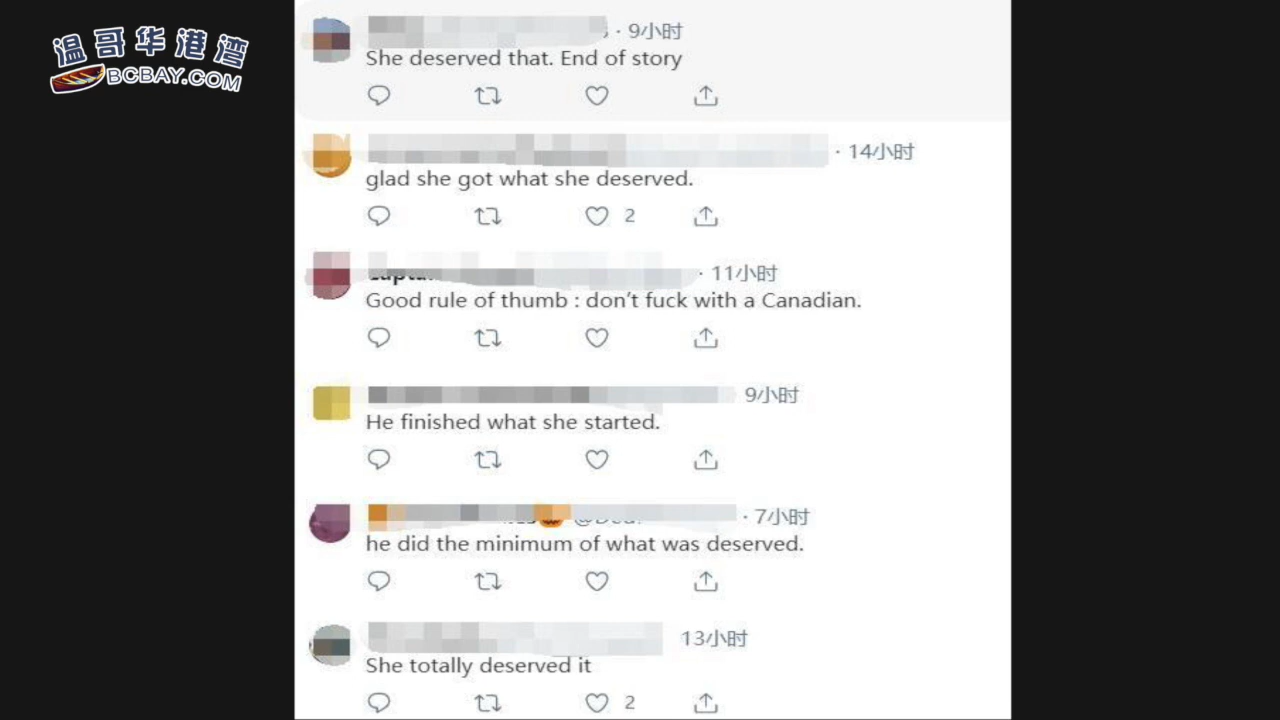 温哥华港湾
BCBAY.COM
· 9小时
She deserved that. End of story
· 14小时
glad she got what she deserved.
2
· 11小时
Good rule of thumb : don’t fuck with a Canadian.
9小时
He finished what she started.
· 7小时
he did the minimum of what was deserved.
13小时
She totally deserved it
2